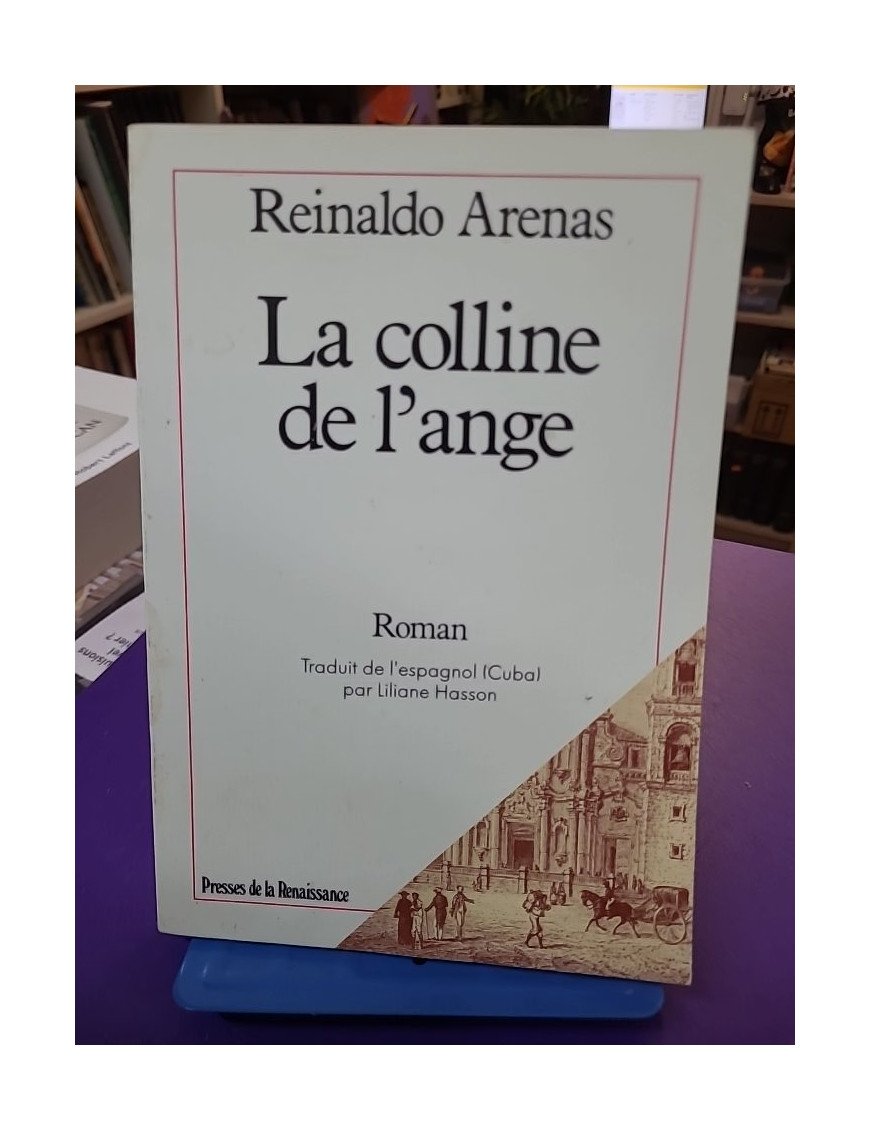 Reinaldo Arenas
La colline
de l'ange
Roman
Traduit de l'espagnol (Cuba)
par Liliane Hasson
Presses de la Renaissance